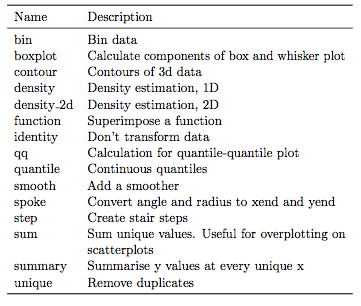 Name Description
bin Bin data
boxplot Calculate components of box and whisker plot
contour Contours of 3d data
density Density estimation, 1D
density_2d Density estimation, 2D
function Superimpose a function
identity Don't transform data
qq Calculation for quantile-quantile plot
quantile Continuous quantiles
smooth Add a smoother
spoke Convert angle and radius to xend and yend
step Create stair steps
sum Sum unique values. Useful for overplotting on
scatterplots
summary Summarise y values at every unique x
unique Remove duplicates